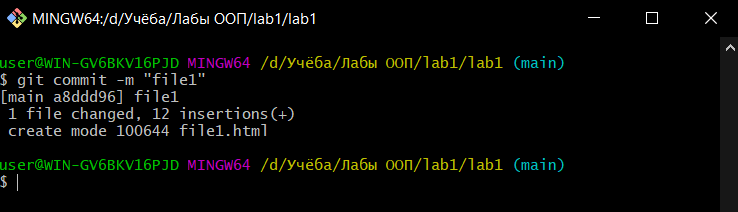 MINGW64:/d/Учёба/Лабы ООП/lab1/lab1
user@WIN-GV6BKV16PJD MINGW64 /d/Учёба/Лабы ООП/lab1/lab1 (main)
$ git commit -m "file1"
[main a8ddd96] file1
 1 file changed, 12 insertions(+)
 create mode 100644 file1.html
user@WIN-GV6BKV16PJD MINGW64 /d/Учёба/Лабы ООП/lab1/lab1 (main)
$